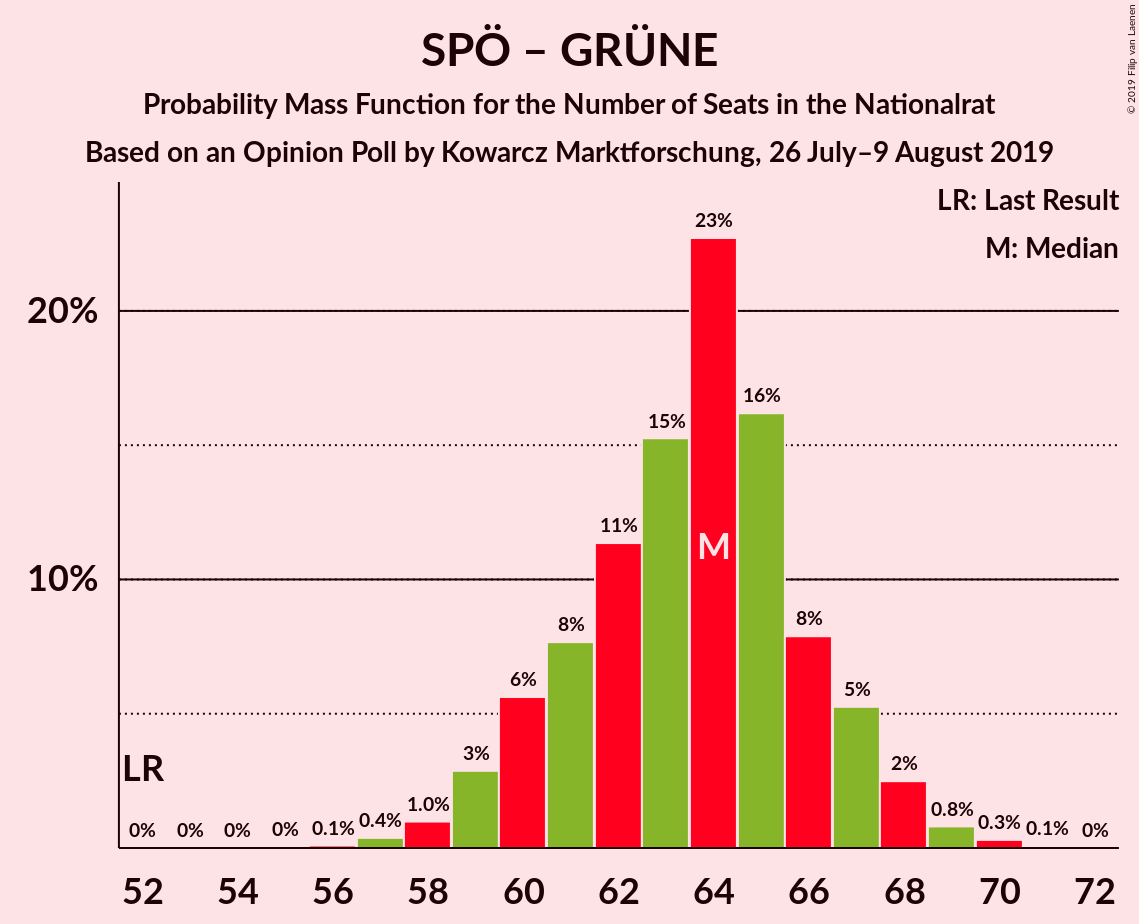 SPÖ – GRÜNE
Probability Mass Function for the Number of Seats in the Nationalrat
Based on an Opinion Poll by Kowarcz Marktforschung, 26 July–9 August 2019
© 2019 Filip van Laenen
LR: Last Result
M: Median
20%
10%
23%
16%
15%
11%
M
8%
8%
6%
5%
3%
2%
LR
0%
0%
0%
0%
0.1%
0.4%
1.0%
0.8%
0.3%
0.1%
0%
52 54 56 58 60 62 64 66 68 70 72